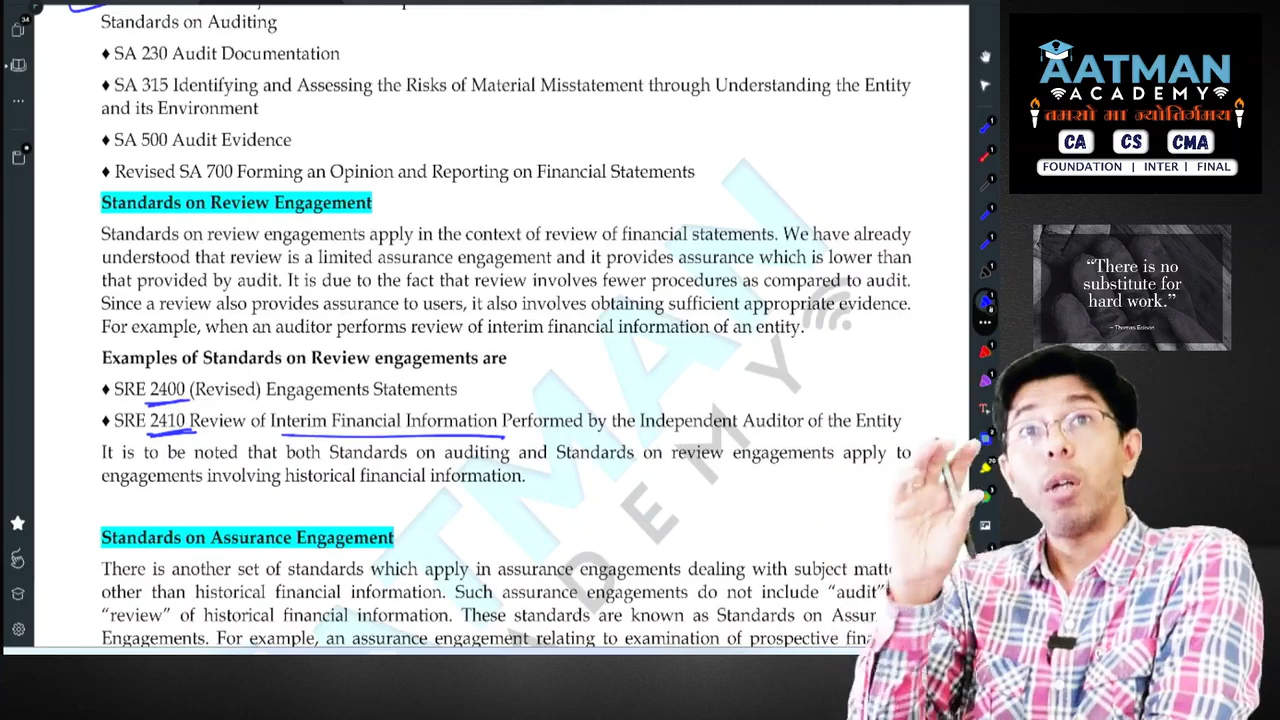 Standards on Auditing
♦ SA 230 Audit Documentation
♦ SA 315 Identifying and Assessing the Risks of Material Misstatement through Understanding the Entity
and its Environment
♦ SA 500 Audit Evidence
♦ Revised SA 700 Forming an Opinion and Reporting on Financial Statements
Standards on Review Engagement
Standards on review engagements apply in the context of review of financial statements. We have already
understood that review is a limited assurance engagement and it provides assurance which is lower than
that provided by audit. It is due to the fact that review involves fewer procedures as compared to audit.
Since a review also provides assurance to users, it also involves obtaining sufficient appropriate evidence.
For example, when an auditor performs review of interim financial information of an entity.
Examples of Standards on Review engagements are
♦ SRE 2400 (Revised) Engagements Statements
♦ SRE 2410 Review of Interim Financial Information Performed by the Independent Auditor of the Entity
It is to be noted that both Standards on auditing and Standards on review engagements apply to
engagements involving historical financial information.
Standards on Assurance Engagement
There is another set of standards which apply in assurance engagements dealing with subject matt
other than historical financial information. Such assurance engagements do not include "audit"
"review" of historical financial information. These standards are known as Standards on Assur
Engagements. For example, an assurance engagement relating to examination of prospective fina
AATMAN
ACADEMY
तमसो मा ज्योतिर्गमय
CA CS CMA
FOUNDATION | INTER | FINAL
"There is no
substitute for
hard work."
– Thomas Edison